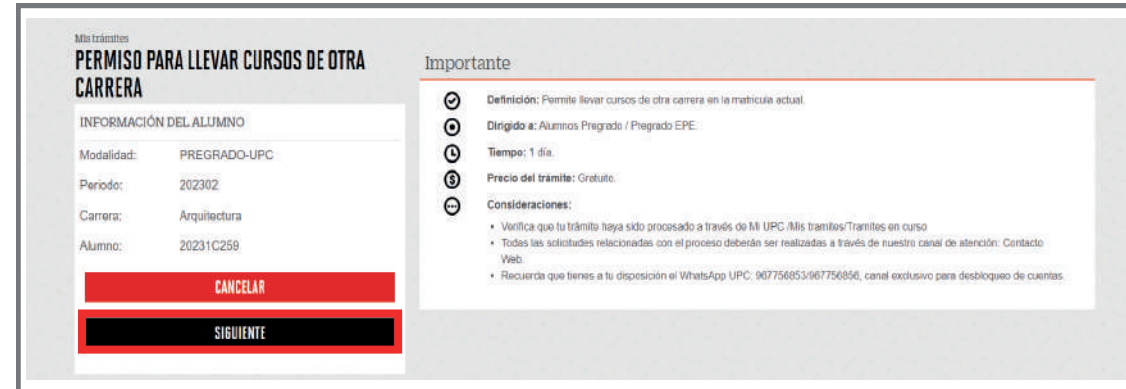 Mis trámites
PERMISO PARA LLEVAR CURSOS DE OTRA
CARRERA
INFORMACIÓN DEL ALUMNO
Modalidad: PREGRADO-UPC
Periodo: 202302
Carrera: Arquitectura
Alumno: 20231C259
CANCELAR
SIGUIENTE
Importante
Definición: Permite llevar cursos de otra carrera en la matricula actual.
Dirigido a: Alumnos Pregrado / Pregrado EPE.
Tiempo: 1 día.
Precio del trámite: Gratuito.
Consideraciones:
• Verifica que tu trámite haya sido procesado a través de Mi UPC /Mis tramites/Tramites en curso
• Todas las solicitudes relacionadas con el proceso deberán ser realizadas a través de nuestro canal de atención: Contacto
Web.
• Recuerda que tienes a tu disposición el WhatsApp UPC: 967756853/967756856, canal exclusivo para desbloqueo de cuentas.